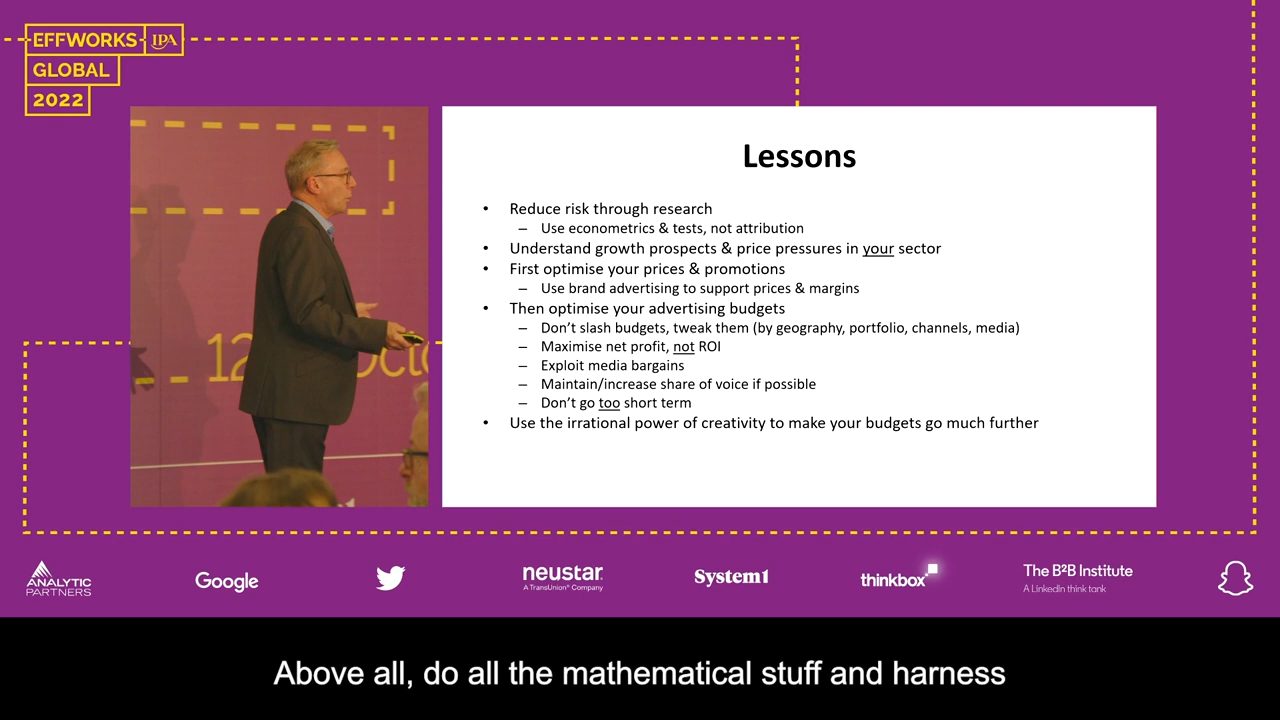 EFFWORKS IPA
GLOBAL
2022
Lessons
• Reduce risk through research
– Use econometrics & tests, not attribution
• Understand growth prospects & price pressures in your sector
• First optimise your prices & promotions
– Use brand advertising to support prices & margins
• Then optimise your advertising budgets
– Don't slash budgets, tweak them (by geography, portfolio, channels, media)
– Maximise net profit, not ROI
– Exploit media bargains
– Maintain/increase share of voice if possible
– Don't go too short term
• Use the irrational power of creativity to make your budgets go much further
12
Octo
ANALYTIC
PARTNERS
Google
neustar
A TransUnion® Company
System1
thinkbox
The B2B Institute
A LinkedIn think tank
Above all, do all the mathematical stuff and harness